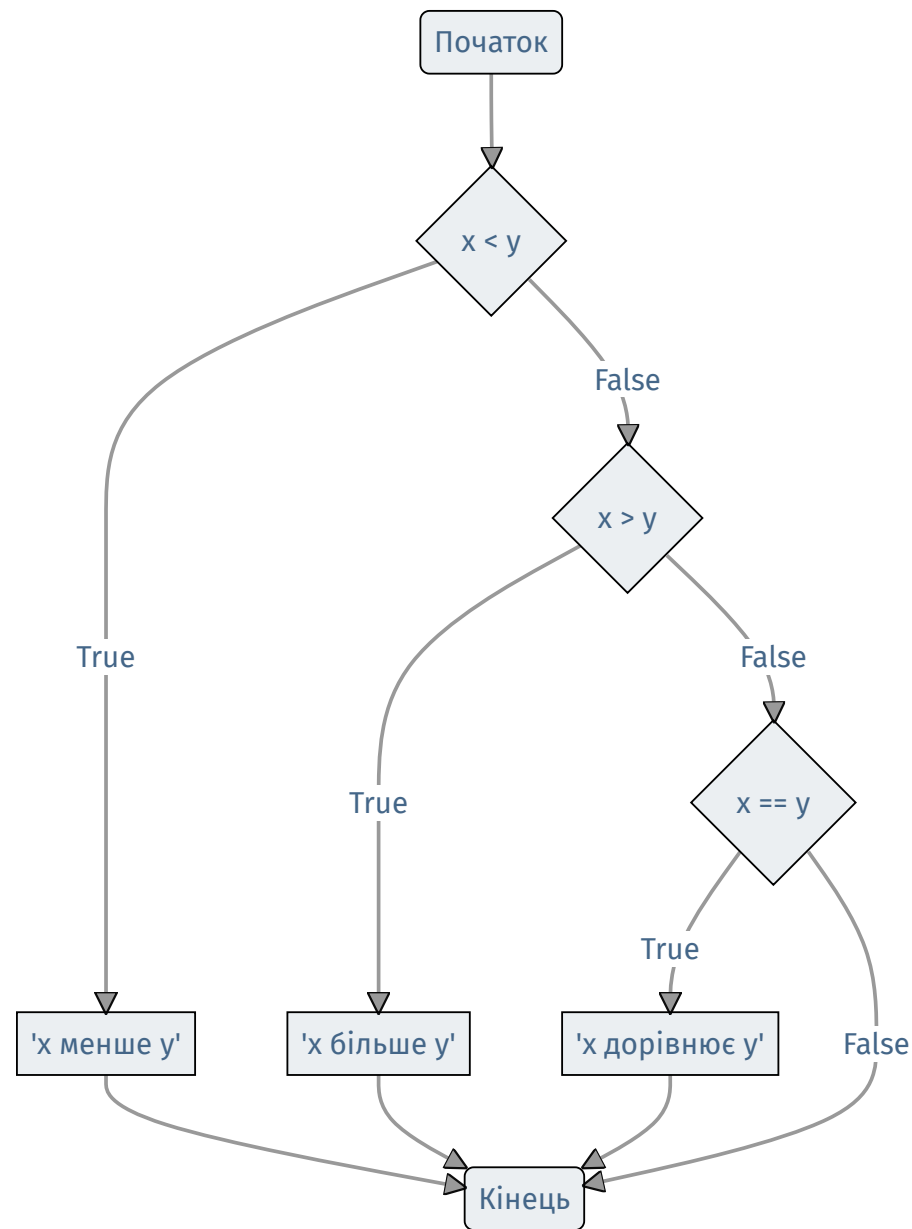 Початок
x < y
False
x > y
True
False
True
x == y
True
'x менше y'
'x більше y'
'x дорівнює y'
False
Кінець